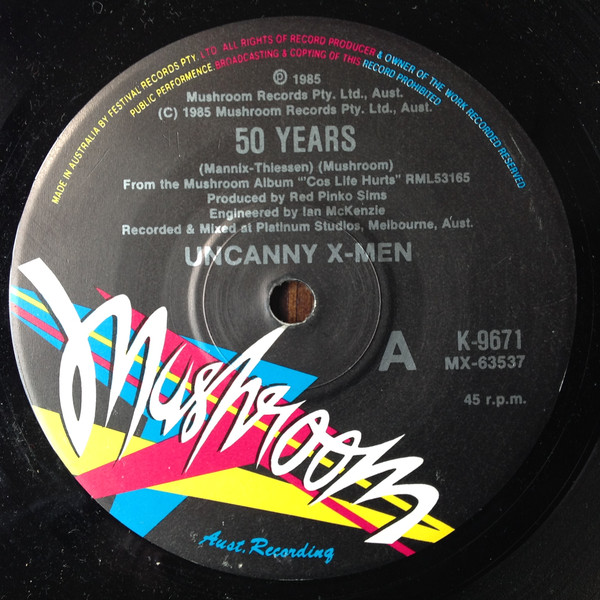 MADE IN AUSTRALIA BY FESTIVAL RECORDS PTY. LTD. ALL RIGHTS OF RECORD PRODUCER & OWNER OF THE WORK RECORDED RESERVED
PUBLIC PERFORMENCE. BROADCASTING & COPYING OF THIS RECORD PROHIBITED
℗ 1985
Mushroom Records Pty. Ltd., Aust.
(C) 1985 Mushroom Records Pty. Ltd., Aust.
50 YEARS
(Mannix-Thiessen) (Mushroom)
From the Mushroom Album "'Cos Life Hurts" RML53165
Produced by Red Pinko Sims
Engineered by Ian McKenzie
Recorded & Mixed at Platinum Studios, Melbourne, Aust.
UNCANNY X-MEN
A
K-9671
MX-63537
45 r.p.m.
Mushroom
Aust. Recording